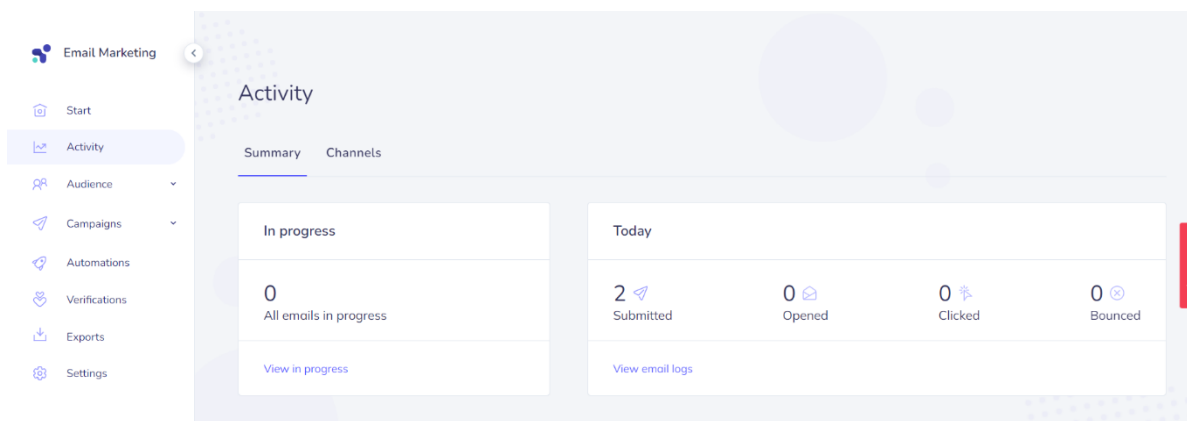 Email Marketing
Start
Activity
Audience
Campaigns
Automations
Verifications
Exports
Settings
Activity
Summary Channels
In progress
0
All emails in progress
View in progress
Today
2 0 0 0
Submitted Opened Clicked Bounced
View email logs